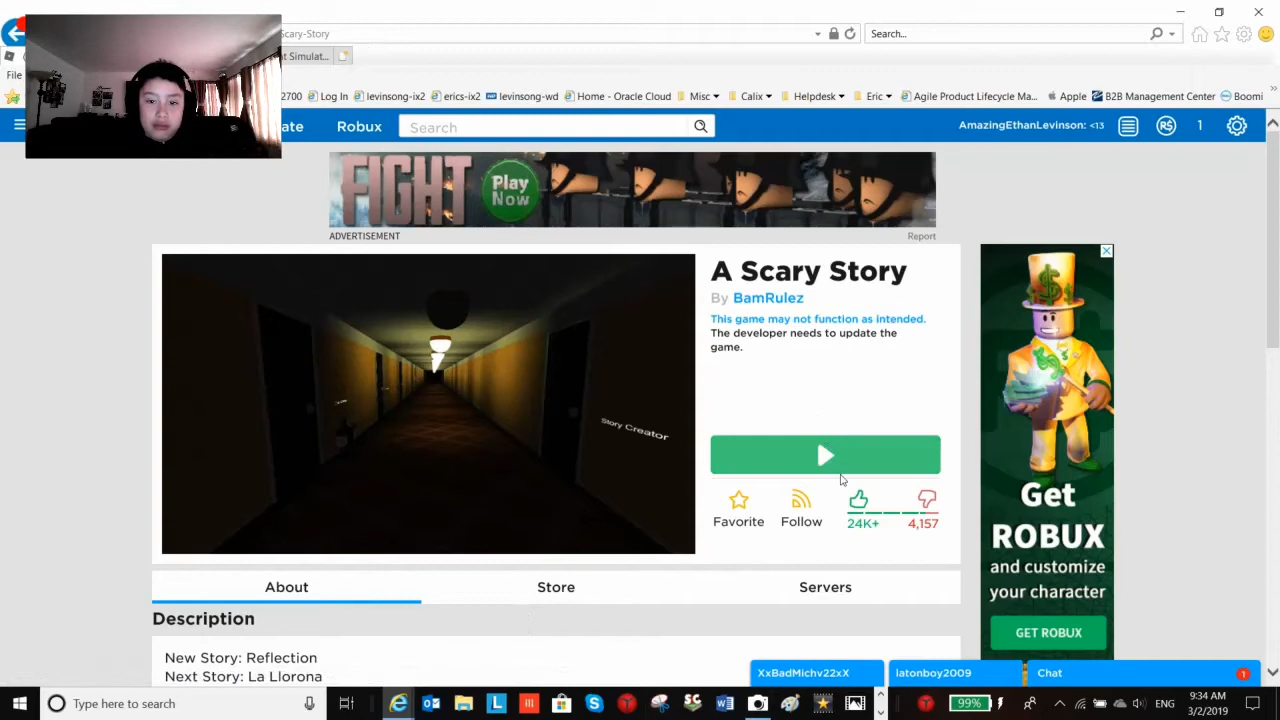 Scary-Story
Search...
nt Simulat...
File
2700
Log In
levinsong-ix2
erics-ix2
levinsong-wd
Home - Oracle Cloud
Misc
Calix
Helpdesk
Eric
Agile Product Lifecycle Ma...
Apple
B2B Management Center
Boomi
ate
Robux
Search
AmazingEthanLevinson: <13
1
FIGHT
Play
Now
ADVERTISEMENT
Report
A Scary Story
By BamRulez
This game may not function as intended.
The developer needs to update the
game.
Story Creator
Favorite
Follow
24K+
4,157
Get
ROBUX
and customize
your character
GET ROBUX
About
Store
Servers
Description
New Story: Reflection
Next Story: La Llorona
XxBadMichv22xX
latonboy2009
Chat
1
Type here to search
99%
ENG
9:34 AM
3/2/2019